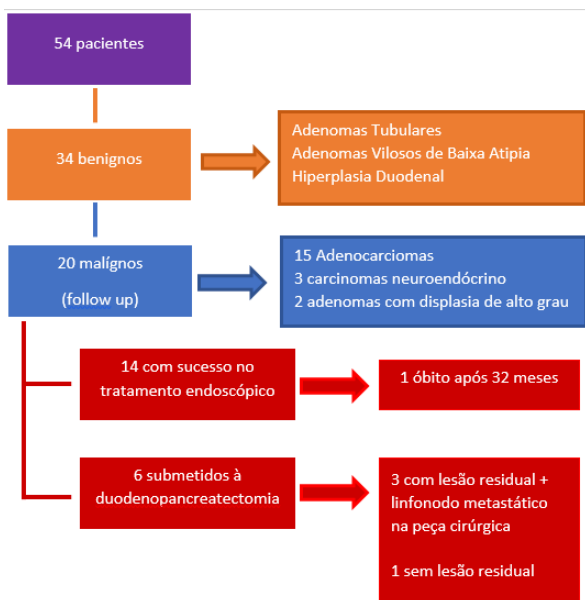 54 pacientes
34 benignos
Adenomas Tubulares
Adenomas Vilosos de Baixa Atipia
Hiperplasia Duodenal
20 malígnos
(follow up)
15 Adenocarciomas
3 carcinomas neuroendócrino
2 adenomas com displasia de alto grau
14 com sucesso no
tratamento endoscópico
1 óbito após 32 meses
6 submetidos à
duodenopancreatectomia
3 com lesão residual +
linfonodo metastático
na peça cirúrgica
1 sem lesão residual